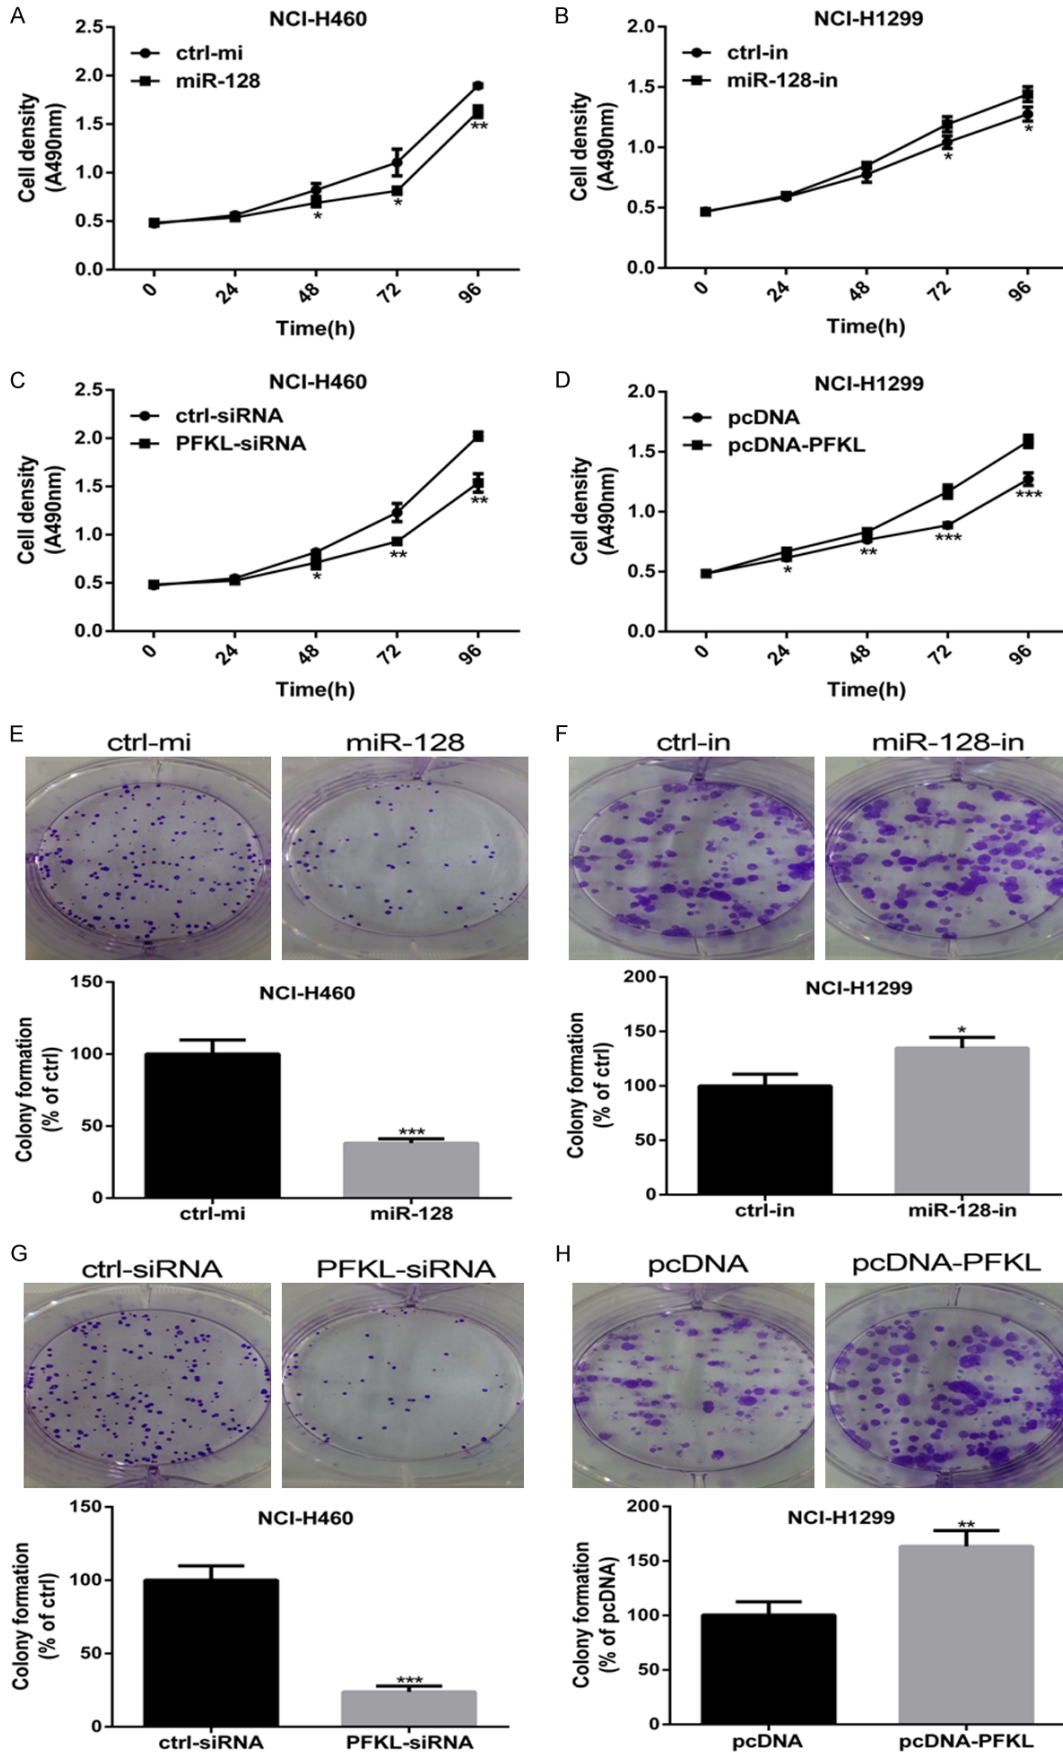 A
NCI-H460
2.5
2.0
1.5
1.0
0.5
0.0
Cell density
(A490nm)
ctrl-mi
miR-128
*
*
**
0
24
48
72
96
Time(h)
B
NCI-H1299
2.0
1.5
1.0
0.5
0.0
Cell density
(A490nm)
ctrl-in
miR-128-in
*
*
0
24
48
72
96
Time(h)
C
NCI-H460
2.5
2.0
1.5
1.0
0.5
0.0
Cell density
(A490nm)
ctrl-siRNA
PFKL-siRNA
*
**
**
0
24
48
72
96
Time(h)
D
NCI-H1299
2.0
1.5
1.0
0.5
0.0
Cell density
(A490nm)
pcDNA
pcDNA-PFKL
*
**
***
***
0
24
48
72
96
Time(h)
E
ctrl-mi
miR-128
NCI-H460
150
100
50
0
Colony formation
(% of ctrl)
***
ctrl-mi
miR-128
F
ctrl-in
miR-128-in
NCI-H1299
200
150
100
50
0
Colony formation
(% of ctrl)
*
ctrl-in
miR-128-in
G
ctrl-siRNA
PFKL-siRNA
NCI-H460
150
100
50
0
Colony formation
(% of ctrl)
***
ctrl-siRNA
PFKL-siRNA
H
pcDNA
pcDNA-PFKL
NCI-H1299
200
150
100
50
0
Colony formation
(% of pcDNA)
**
pcDNA
pcDNA-PFKL